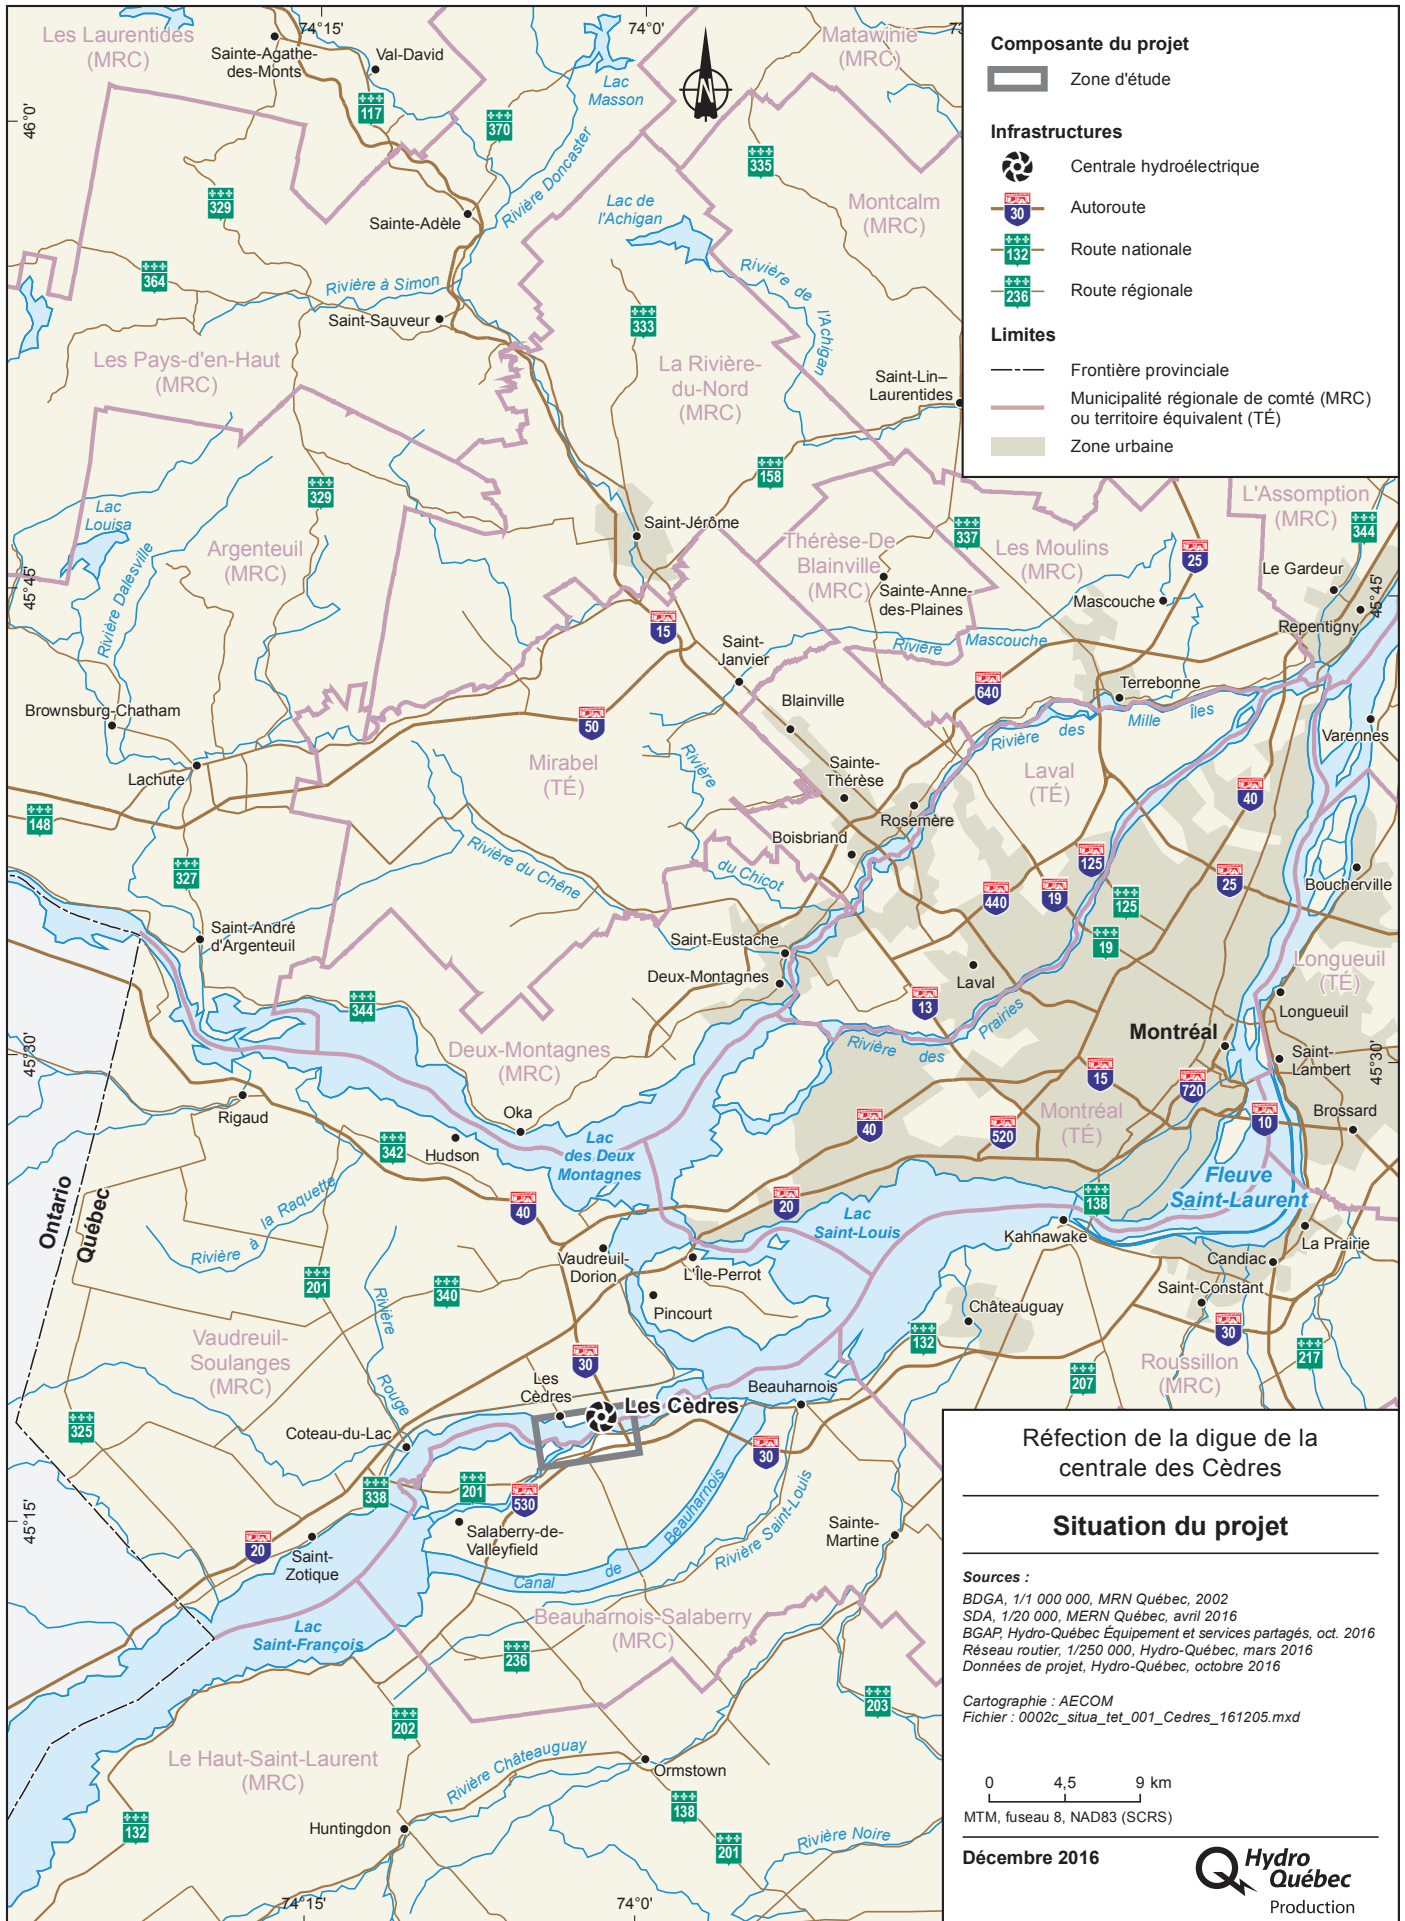 74°15'
74°0'
Les Laurentides
(MRC)
Sainte-Agathe-
des-Monts
Val-David
Lac
Masson
Matawinie
(MRC)
46°0'
117
370
335
329
Rivière Doncaster
Sainte-Adèle
Lac de
l'Achigan
Montcalm
(MRC)
364
Rivière à Simon
Saint-Sauveur
333
Rivière de
l'Achigan
Les Pays-d'en-Haut
(MRC)
La Rivière-
du-Nord
(MRC)
Saint-Lin–
Laurentides
158
329
Composante du projet
Zone d'étude
Infrastructures
Centrale hydroélectrique
30
Autoroute
132
Route nationale
236
Route régionale
Limites
Frontière provinciale
Municipalité régionale de comté (MRC)
ou territoire équivalent (TÉ)
Zone urbaine
Lac
Louisa
Rivière Dalesville
Argenteuil
(MRC)
Saint-Jérôme
Thérèse-De
Blainville
(MRC)
Sainte-Anne-
des-Plaines
337
Les Moulins
(MRC)
25
L'Assomption
(MRC)
344
Le Gardeur
Repentigny
Mascouche
45°45'
45°45'
15
Saint-
Janvier
Rivière Mascouche
640
Terrebonne
Rivière des Mille Îles
Varennes
Brownsburg-Chatham
Lachute
50
Mirabel
(TÉ)
Blainville
Rivière
du Chicot
Sainte-
Thérèse
Rosemère
Boisbriand
Laval
(TÉ)
40
148
327
Rivière du Chêne
125
440
19
125
19
25
Boucherville
Saint-André
d'Argenteuil
Saint-Eustache
Deux-Montagnes
Laval
13
Longueuil
(TÉ)
Longueuil
344
Deux-Montagnes
(MRC)
Rivière des Prairies
Montréal
Saint-
Lambert
45°30'
45°30'
15
720
Brossard
Rigaud
Oka
Hudson
342
Lac
des Deux
Montagnes
40
520
Montréal
(TÉ)
10
Ontario
Québec
Rivière à la Raquette
40
20
Lac
Saint-Louis
138
Fleuve
Saint-Laurent
Kahnawake
La Prairie
Candiac
Vaudreuil-
Dorion
L'Île-Perrot
Pincourt
201
340
Rivière
Rouge
Saint-Constant
30
Châteauguay
132
Roussillon
(MRC)
217
207
Vaudreuil-
Soulanges
(MRC)
30
Les
Cèdres
Les Cèdres
Beauharnois
325
Coteau-du-Lac
30
338
201
530
Salaberry-de-
Valleyfield
Canal de Beauharnois
Rivière Saint-Louis
Sainte-
Martine
45°15'
20
Saint-
Zotique
Beauharnois-Salaberry
(MRC)
Lac
Saint-François
236
203
202
Le Haut-Saint-Laurent
(MRC)
Rivière Châteauguay
Ormstown
138
132
Huntingdon
201
Rivière Noire
74°15'
74°0'
Réfection de la digue de la
centrale des Cèdres
Situation du projet
Sources :
BDGA, 1/1 000 000, MRN Québec, 2002
SDA, 1/20 000, MERN Québec, avril 2016
BGAP, Hydro-Québec Équipement et services partagés, oct. 2016
Réseau routier, 1/250 000, Hydro-Québec, mars 2016
Données de projet, Hydro-Québec, octobre 2016
Cartographie : AECOM
Fichier : 0002c_situa_tet_001_Cedres_161205.mxd
0 4,5 9 km
MTM, fuseau 8, NAD83 (SCRS)
Décembre 2016
Hydro
Québec
Production